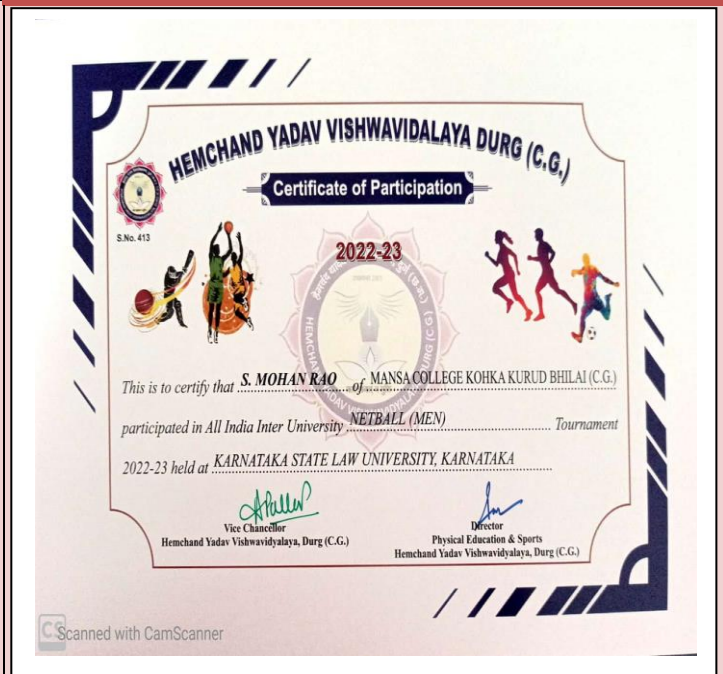 HEMCHAND YADAV VISHWAVIDALAYA DURG (C.G.)
Certificate of Participation
S.No. 413
2022-23
This is to certify that S. MOHAN RAO of MANSA COLLEGE KOHKA KURUD BHILAI (C.G.)
participated in All India Inter University NETBALL (MEN) Tournament
2022-23 held at KARNATAKA STATE LAW UNIVERSITY, KARNATAKA
Vice Chancellor
Hemchand Yadav Vishwavidyalaya, Durg (C.G.)
Director
Physical Education & Sports
Hemchand Yadav Vishwavidyalaya, Durg (C.G.)
CS Scanned with CamScanner